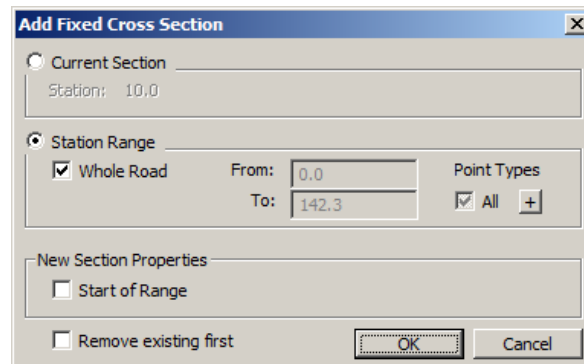 Add Fixed Cross Section
Current Section
Station: 10.0
Station Range
Whole Road From: 0.0 Point Types
To: 142.3 All +
New Section Properties
Start of Range
Remove existing first OK Cancel